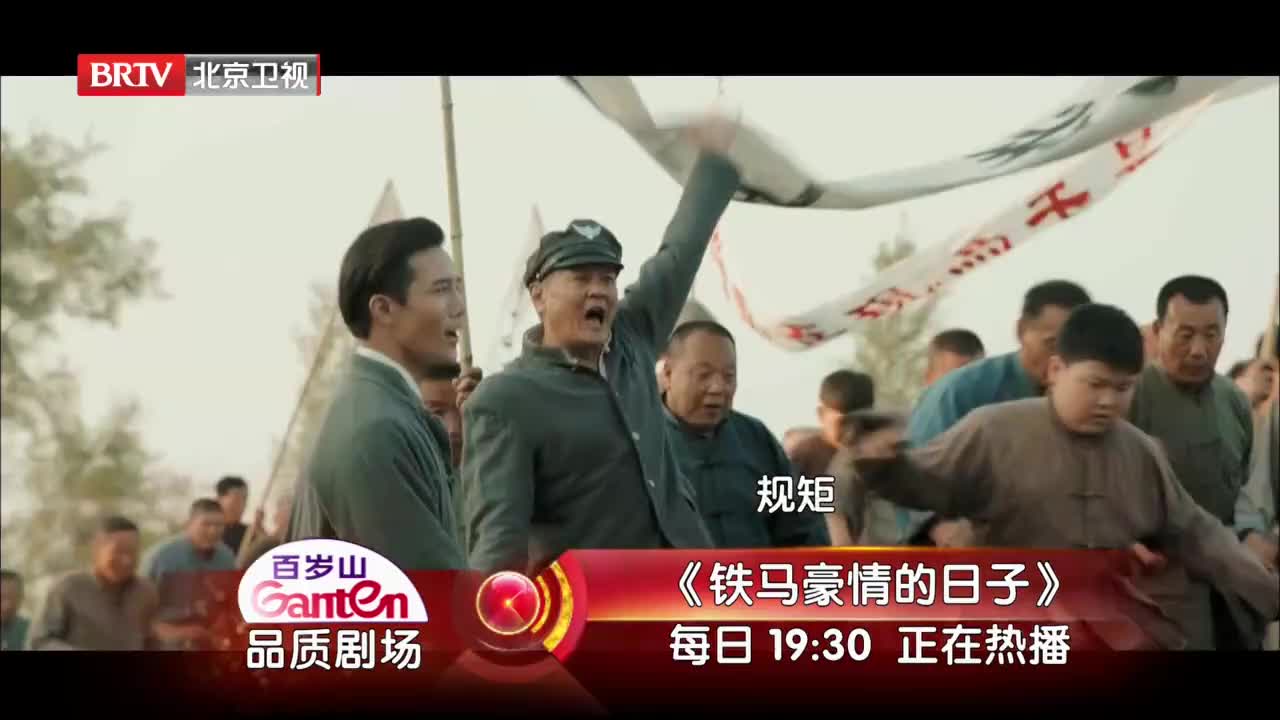 BRTV 北京卫视
规矩
百岁山
Ganten
品质剧场
《铁马豪情的日子》
每日 19:30 正在热播